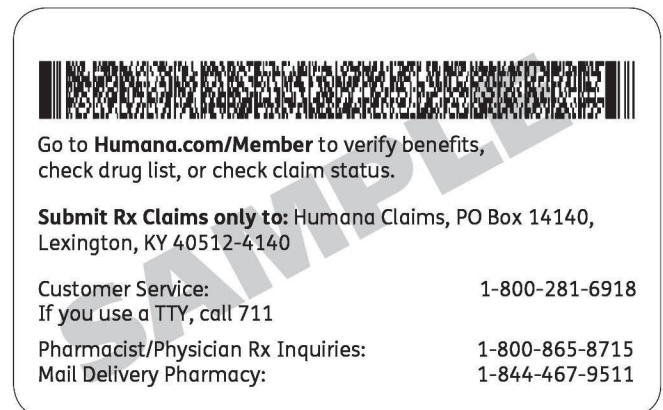 Go to Humana.com/Member to verify benefits,
check drug list, or check claim status.
Submit Rx Claims only to: Humana Claims, PO Box 14140,
Lexington, KY 40512-4140
Customer Service: 1-800-281-6918
If you use a TTY, call 711
Pharmacist/Physician Rx Inquiries: 1-800-865-8715
Mail Delivery Pharmacy: 1-844-467-9511
SAMPLE